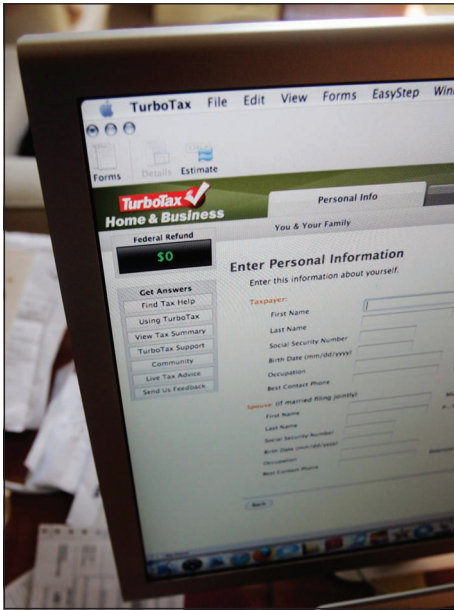 TurboTax File Edit View Forms EasyStep
Forms Details Estimate
TurboTax
Home & Business
Personal Info
You & Your Family
Federal Refund
$0
Get Answers
Find Tax Help
Using TurboTax
View Tax Summary
TurboTax Support
Community
Live Tax Advice
Send Us Feedback
Enter Personal Information
Enter this information about yourself.
Taxpayer:
First Name
Last Name
Social Security Number
Birth Date (mm/dd/yyyy)
Occupation
Best Contact Phone
Spouse: (if married filing jointly)
First Name
Last Name
Social Security Number
Birth Date (mm/dd/yyyy)
Occupation
Best Contact Phone
Back